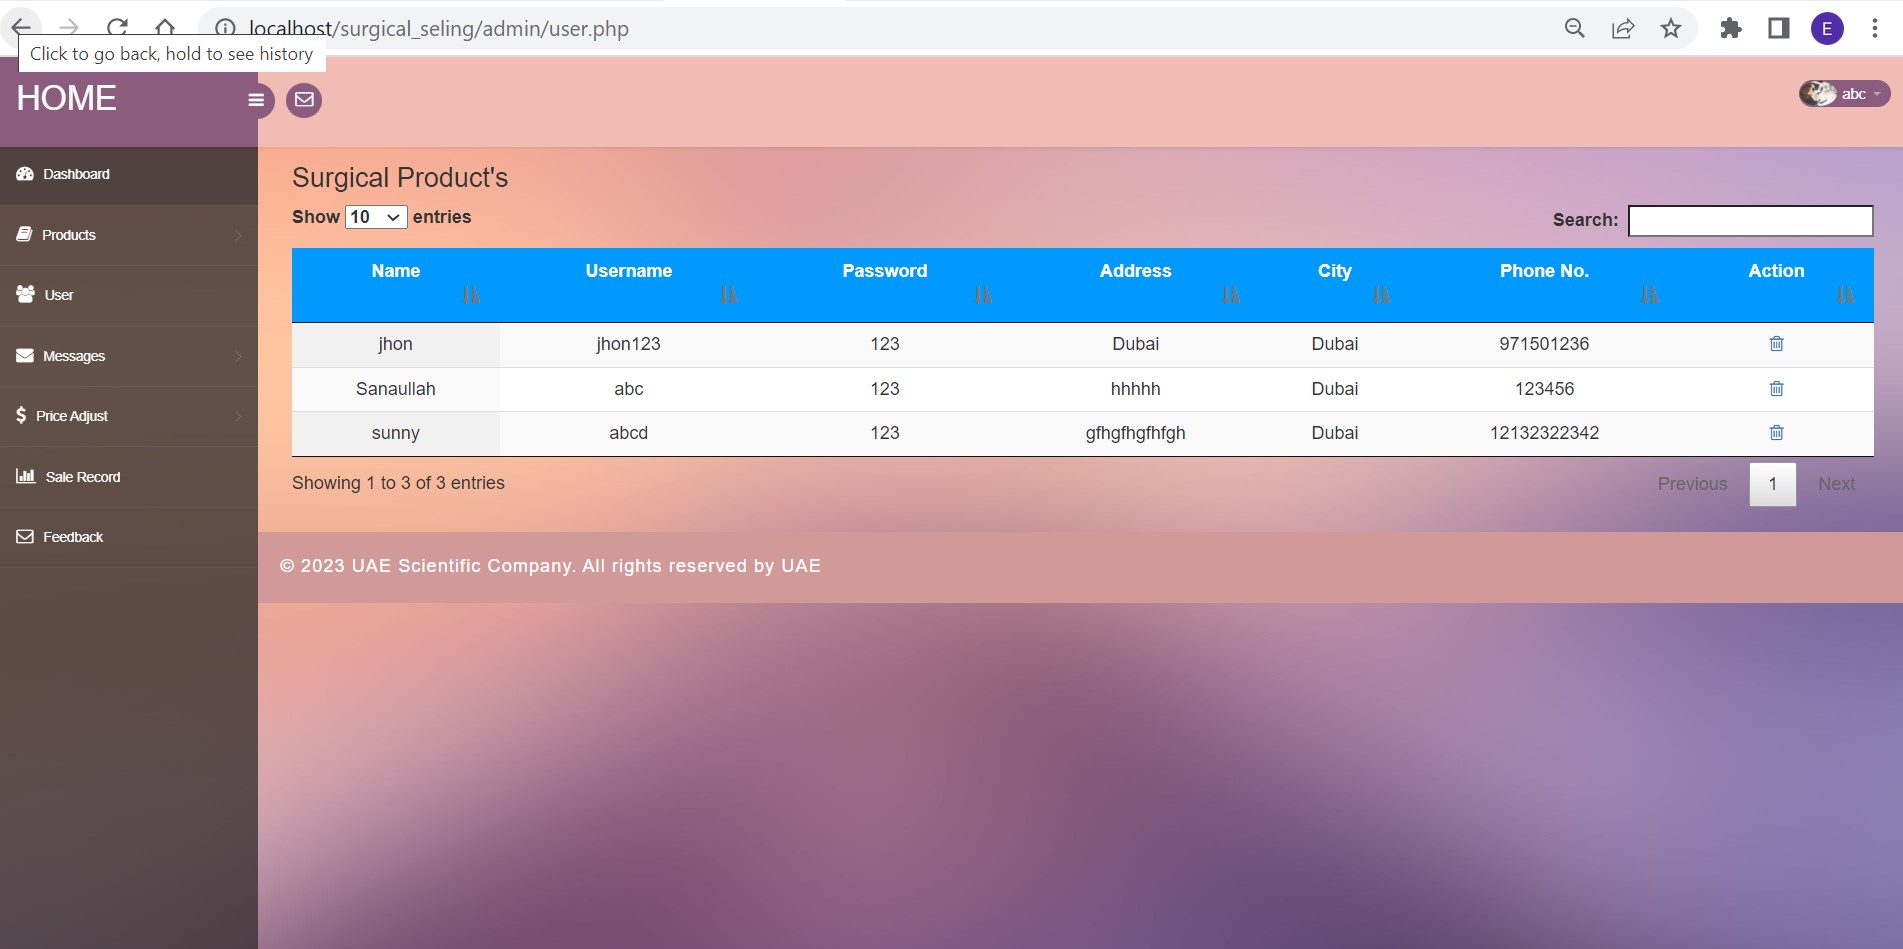 localhost/surgical_seling/admin/user.php
E
Click to go back, hold to see history
HOME
abc
Dashboard
Products
User
Messages
$ Price Adjust
Sale Record
Feedback
Surgical Product's
Show 10 entries
Search:
Name Username Password Address City Phone No. Action
jhon jhon123 123 Dubai Dubai 971501236
Sanaullah abc 123 hhhhh Dubai 123456
sunny abcd 123 gfhgfhgfhfgh Dubai 12132322342
Showing 1 to 3 of 3 entries
Previous 1 Next
© 2023 UAE Scientific Company. All rights reserved by UAE